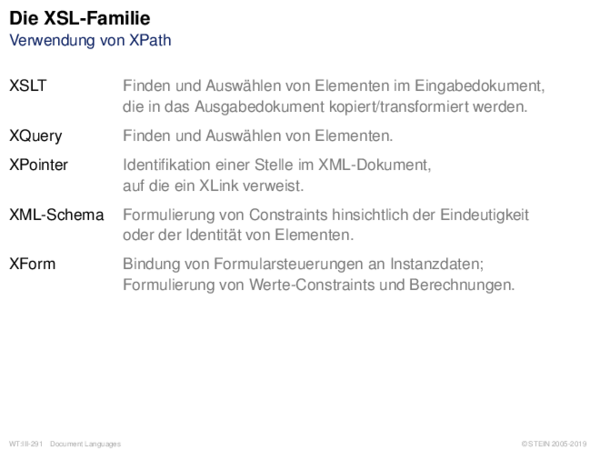 Die XSL-Familie
Verwendung von XPath
XSLT Finden und Auswählen von Elementen im Eingabedokument,
die in das Ausgabedokument kopiert/transformiert werden.
XQuery Finden und Auswählen von Elementen.
XPointer Identifikation einer Stelle im XML-Dokument,
auf die ein XLink verweist.
XML-Schema Formulierung von Constraints hinsichtlich der Eindeutigkeit
oder der Identität von Elementen.
XForm Bindung von Formularsteuerungen an Instanzdaten;
Formulierung von Werte-Constraints und Berechnungen.
WT:III-291 Document Languages © STEIN 2005-2019